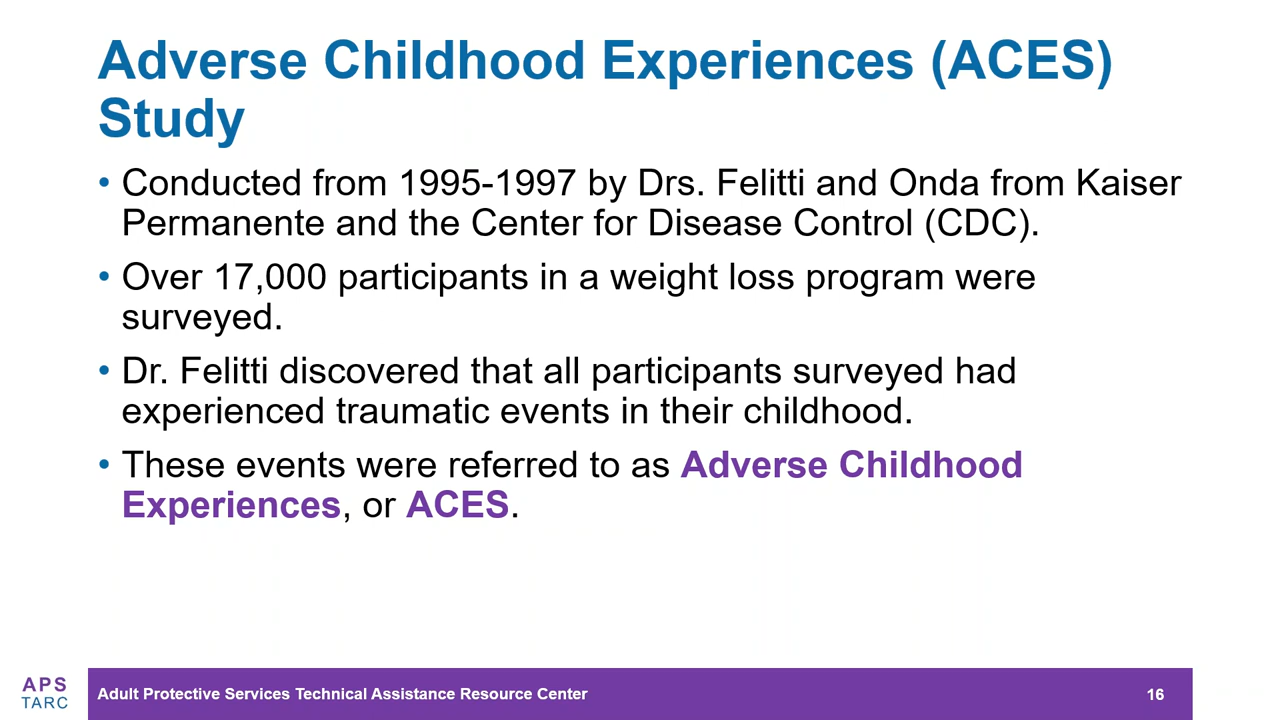 Adverse Childhood Experiences (ACES)
Study
• Conducted from 1995-1997 by Drs. Felitti and Onda from Kaiser
Permanente and the Center for Disease Control (CDC).
• Over 17,000 participants in a weight loss program were
surveyed.
• Dr. Felitti discovered that all participants surveyed had
experienced traumatic events in their childhood.
• These events were referred to as Adverse Childhood
Experiences, or ACES.
APS
TARC
Adult Protective Services Technical Assistance Resource Center
16